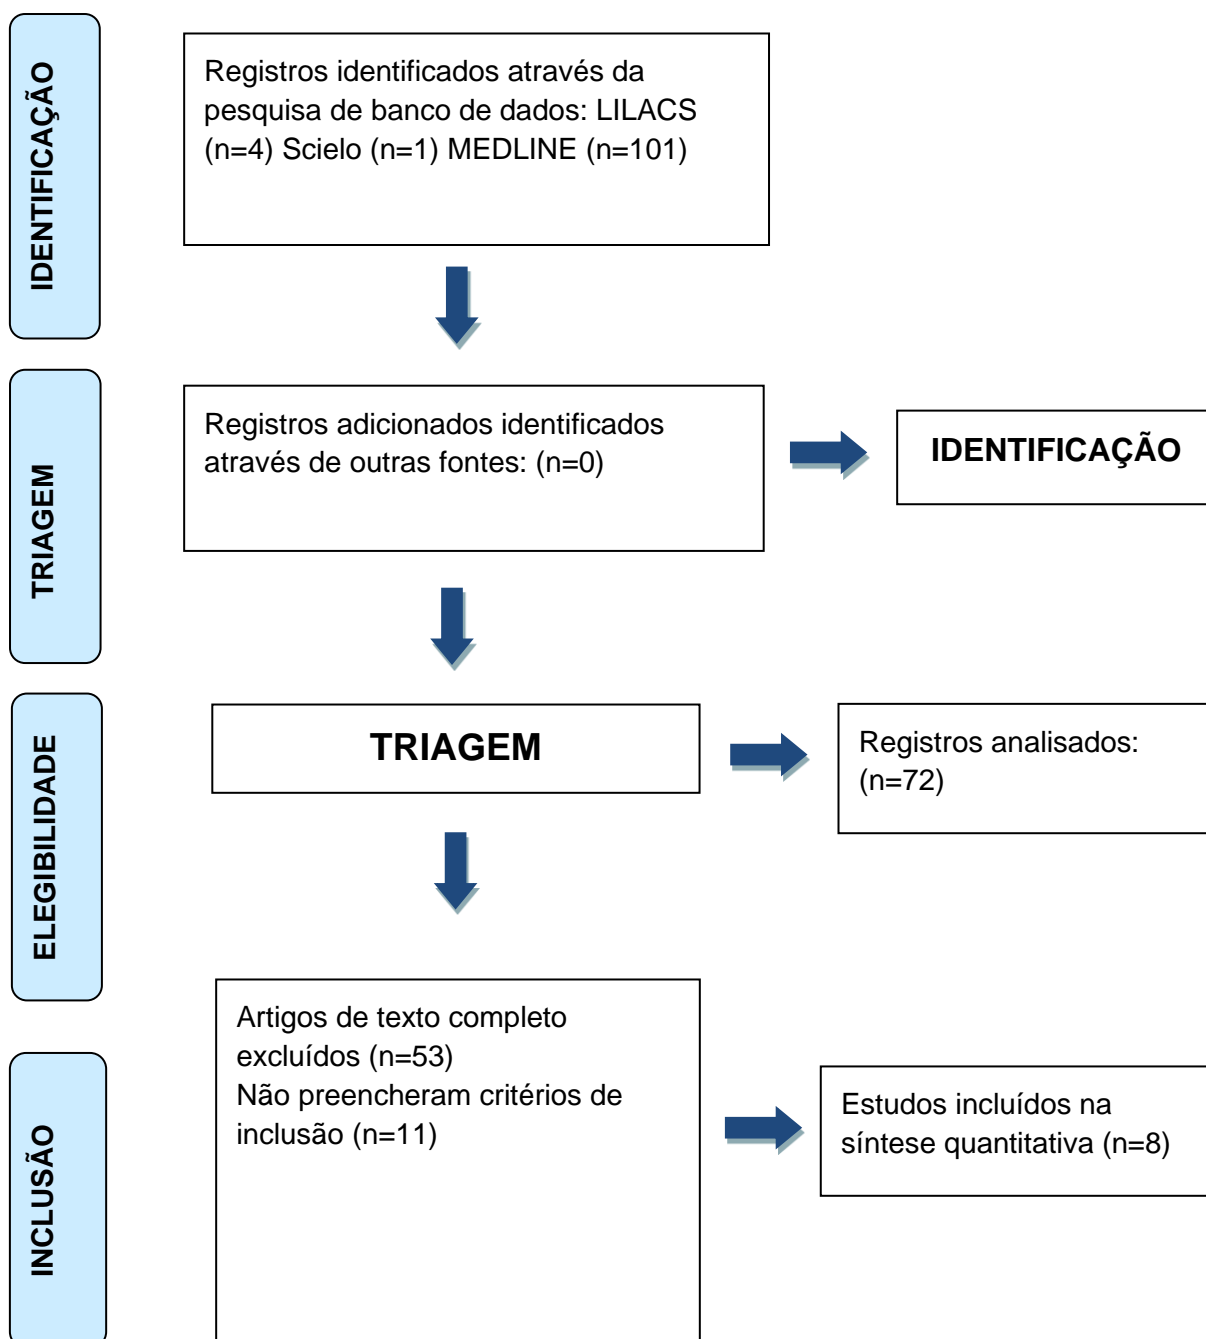 IDENTIFICAÇÃO
Registros identificados através da
pesquisa de banco de dados: LILACS
(n=4) Scielo (n=1) MEDLINE (n=101)
TRIAGEM
Registros adicionados identificados
através de outras fontes: (n=0)
IDENTIFICAÇÃO
ELEGIBILIDADE
TRIAGEM
Registros analisados:
(n=72)
INCLUSÃO
Artigos de texto completo
excluídos (n=53)
Não preencheram critérios de
inclusão (n=11)
Estudos incluídos na
síntese quantitativa (n=8)